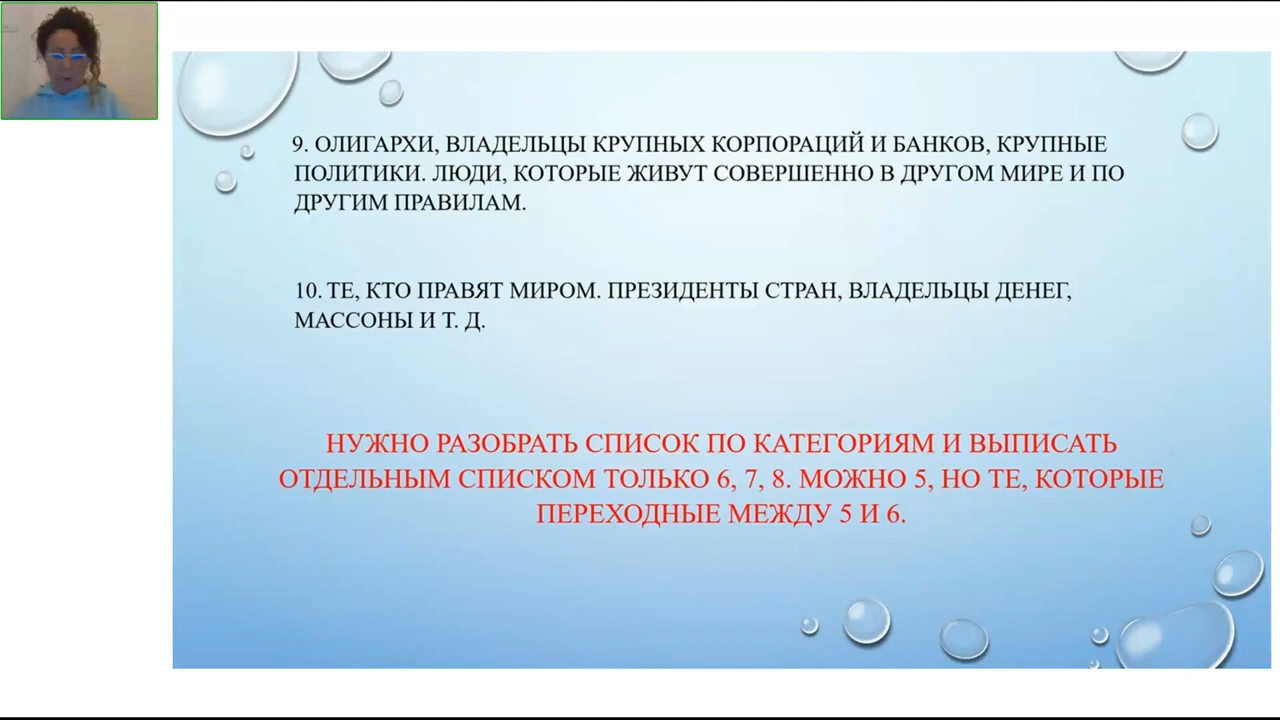 9. ОЛИГАРХИ, ВЛАДЕЛЬЦЫ КРУПНЫХ КОРПОРАЦИЙ И БАНКОВ, КРУПНЫЕ
ПОЛИТИКИ. ЛЮДИ, КОТОРЫЕ ЖИВУТ СОВЕРШЕННО В ДРУГОМ МИРЕ И ПО
ДРУГИМ ПРАВИЛАМ.
10. ТЕ, КТО ПРАВЯТ МИРОМ. ПРЕЗИДЕНТЫ СТРАН, ВЛАДЕЛЬЦЫ ДЕНЕГ,
МАССОНЫ И Т. Д.
НУЖНО РАЗОБРАТЬ СПИСОК ПО КАТЕГОРИЯМ И ВЫПИСАТЬ
ОТДЕЛЬНЫМ СПИСКОМ ТОЛЬКО 6, 7, 8. МОЖНО 5, НО ТЕ, КОТОРЫЕ
ПЕРЕХОДНЫЕ МЕЖДУ 5 И 6.